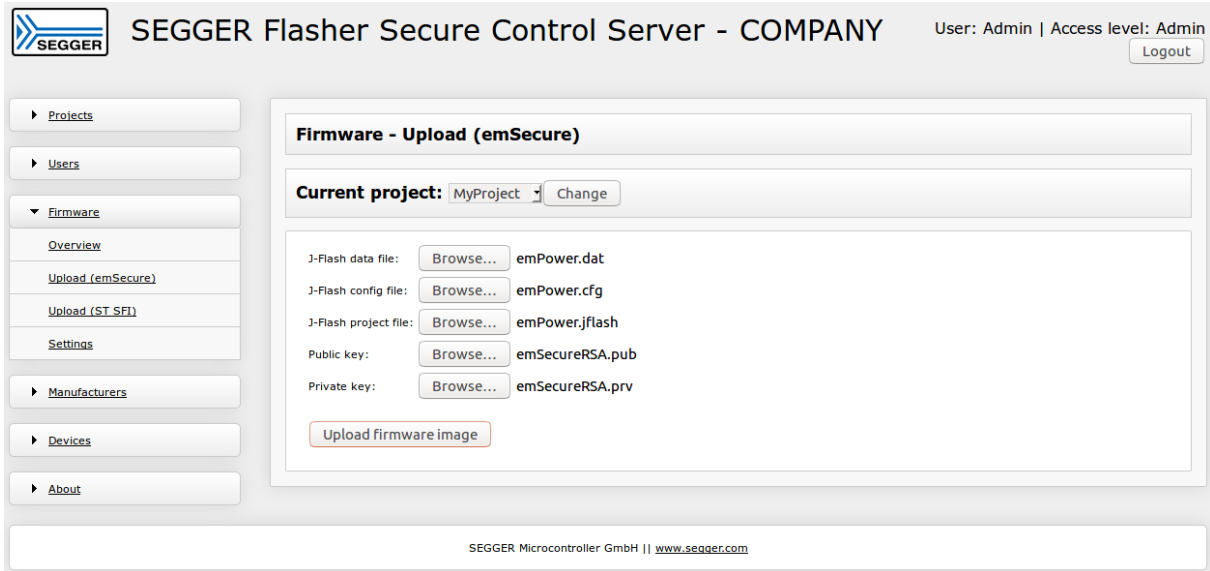 SEGGER
SEGGER Flasher Secure Control Server - COMPANY
User: Admin | Access level: Admin
Logout
Projects
Users
Firmware
Overview
Upload (emSecure)
Upload (ST SFI)
Settings
Manufacturers
Devices
About
Firmware - Upload (emSecure)
Current project: MyProject Change
J-Flash data file: Browse... emPower.dat
J-Flash config file: Browse... emPower.cfg
J-Flash project file: Browse... emPower.jflash
Public key: Browse... emSecureRSA.pub
Private key: Browse... emSecureRSA.prv
Upload firmware image
SEGGER Microcontroller GmbH || www.segger.com